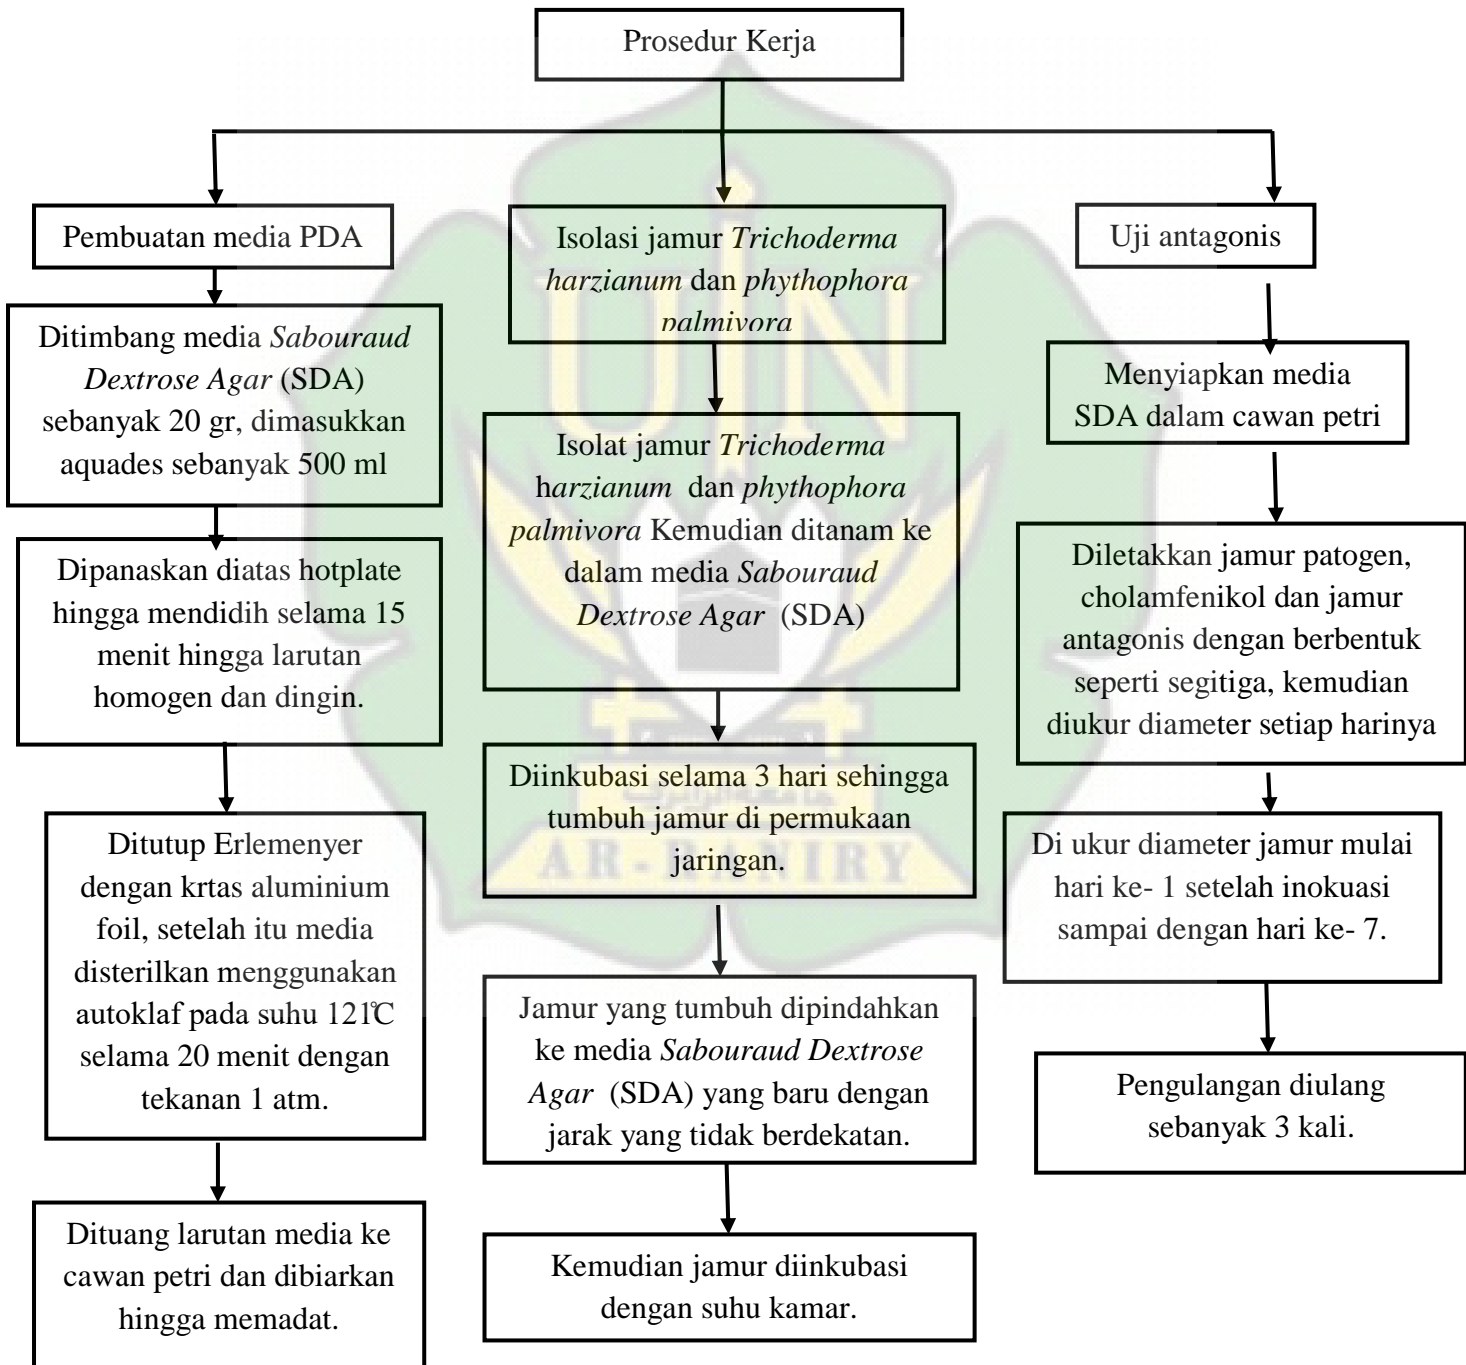 Prosedur Kerja
Pembuatan media PDA
Ditimbang media Sabouraud
Dextrose Agar (SDA)
sebanyak 20 gr, dimasukkan
aquades sebanyak 500 ml
Dipanaskan diatas hotplate
hingga mendidih selama 15
menit hingga larutan
homogen dan dingin.
Ditutup Erlemenyer
dengan krtas aluminium
foil, setelah itu media
disterilkan menggunakan
autoklaf pada suhu 121℃
selama 20 menit dengan
tekanan 1 atm.
Dituang larutan media ke
cawan petri dan dibiarkan
hingga memadat.
Isolasi jamur Trichoderma
harzianum dan phythophora
palmivora
Isolat jamur Trichoderma
harzianum dan phythophora
palmivora Kemudian ditanam ke
dalam media Sabouraud
Dextrose Agar (SDA)
Diinkubasi selama 3 hari sehingga
tumbuh jamur di permukaan
jaringan.
Jamur yang tumbuh dipindahkan
ke media Sabouraud Dextrose
Agar (SDA) yang baru dengan
jarak yang tidak berdekatan.
Kemudian jamur diinkubasi
dengan suhu kamar.
Uji antagonis
Menyiapkan media
SDA dalam cawan petri
Diletakkan jamur patogen,
cholamfenikol dan jamur
antagonis dengan berbentuk
seperti segitiga, kemudian
diukur diameter setiap harinya
Di ukur diameter jamur mulai
hari ke- 1 setelah inokuasi
sampai dengan hari ke- 7.
Pengulangan diulang
sebanyak 3 kali.
UIN
AR-RANIRY